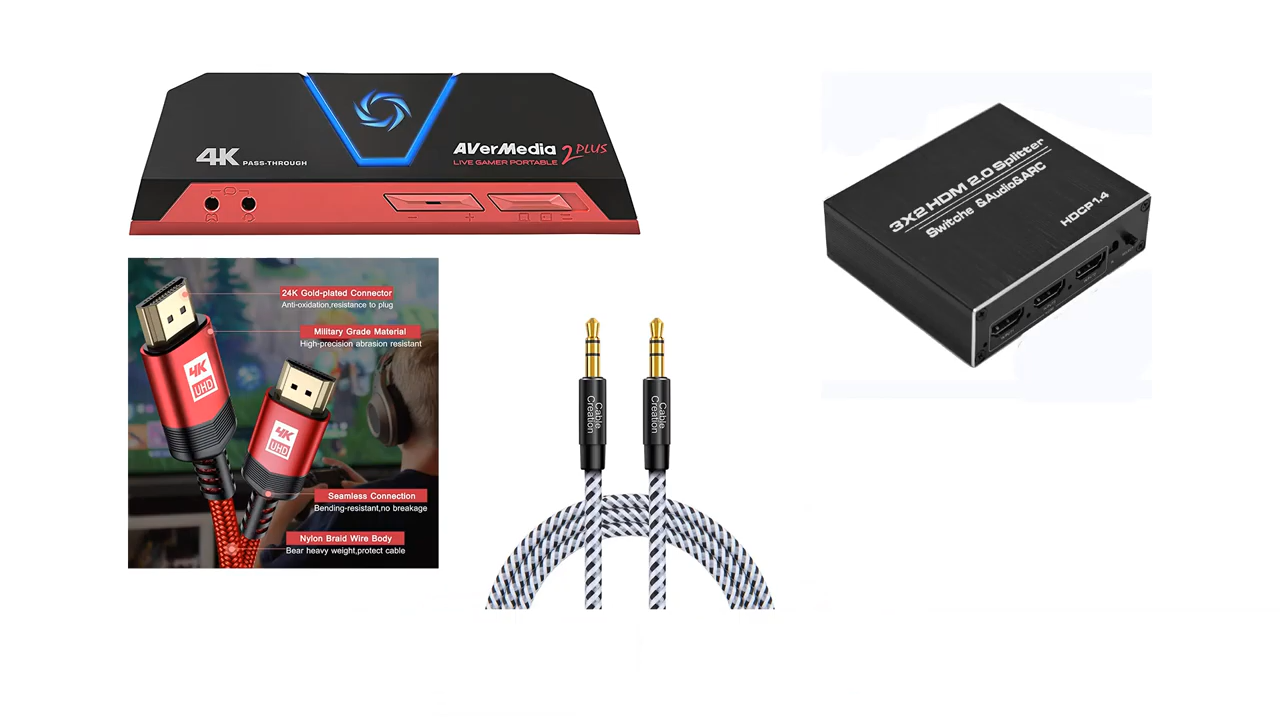 4K PASS-THROUGH
AVerMedia 2 PLUS
LIVE GAMER PORTABLE
3X2 HDM 2.0 Splitter
Switche &Audio&ARC
HDCP1.4
24K Gold-plated Connector
Anti-oxidation,resistance to plug
Military Grade Material
High-precision abrasion resistant
4K
UHD
4K
UHD
Seamless Connection
Bending-resistant,no breakage
Nylon Braid Wire Body
Bear heavy weight,protect cable
Cable
Creation
Cable
Creation